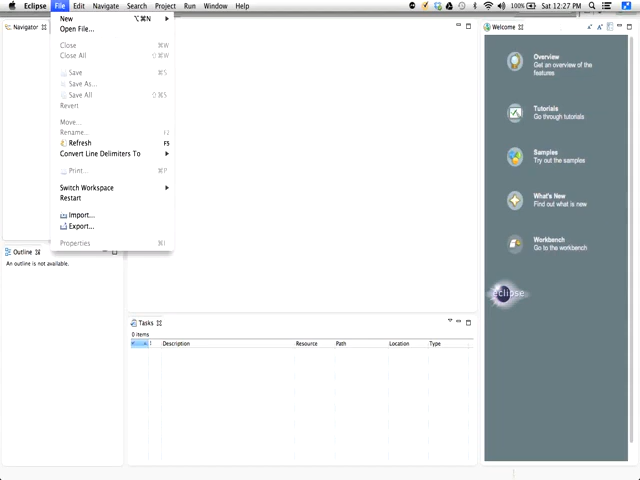 Eclipse File Edit Navigate Search Project Run Window Help 100% Sat 12:27 PM
Navigator
New ⌥⌘N
Open File...
Close ⌘W
Close All ⇧⌘W
Save ⌘S
Save As...
Save All ⇧⌘S
Revert
Move...
Rename... F2
Refresh F5
Convert Line Delimiters To
Print... ⌘P
Switch Workspace
Restart
Import...
Export...
Properties ⌘I
Outline
An outline is not available.
Tasks
0 items
Description Resource Path Location Type
Welcome
Overview
Get an overview of the
features
Tutorials
Go through tutorials
Samples
Try out the samples
What's New
Find out what is new
Workbench
Go to the workbench
eclipse